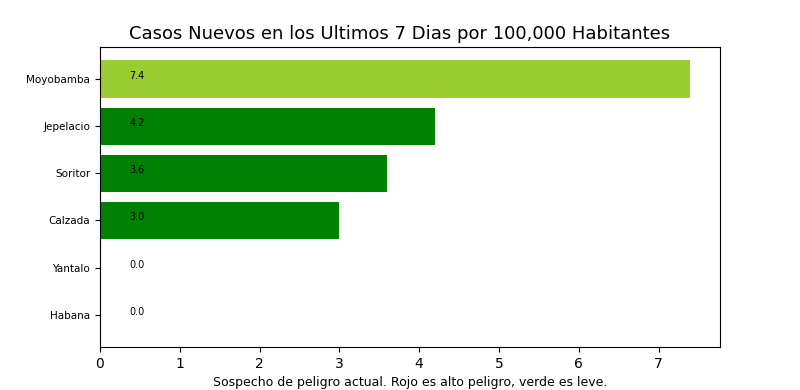 Casos Nuevos en los Ultimos 7 Dias por 100,000 Habitantes
Moyobamba 7.4
Jepelacio 4.2
Soritor 3.6
Calzada 3.0
Yantalo 0.0
Habana 0.0
0 1 2 3 4 5 6 7
Sospecho de peligro actual. Rojo es alto peligro, verde es leve.